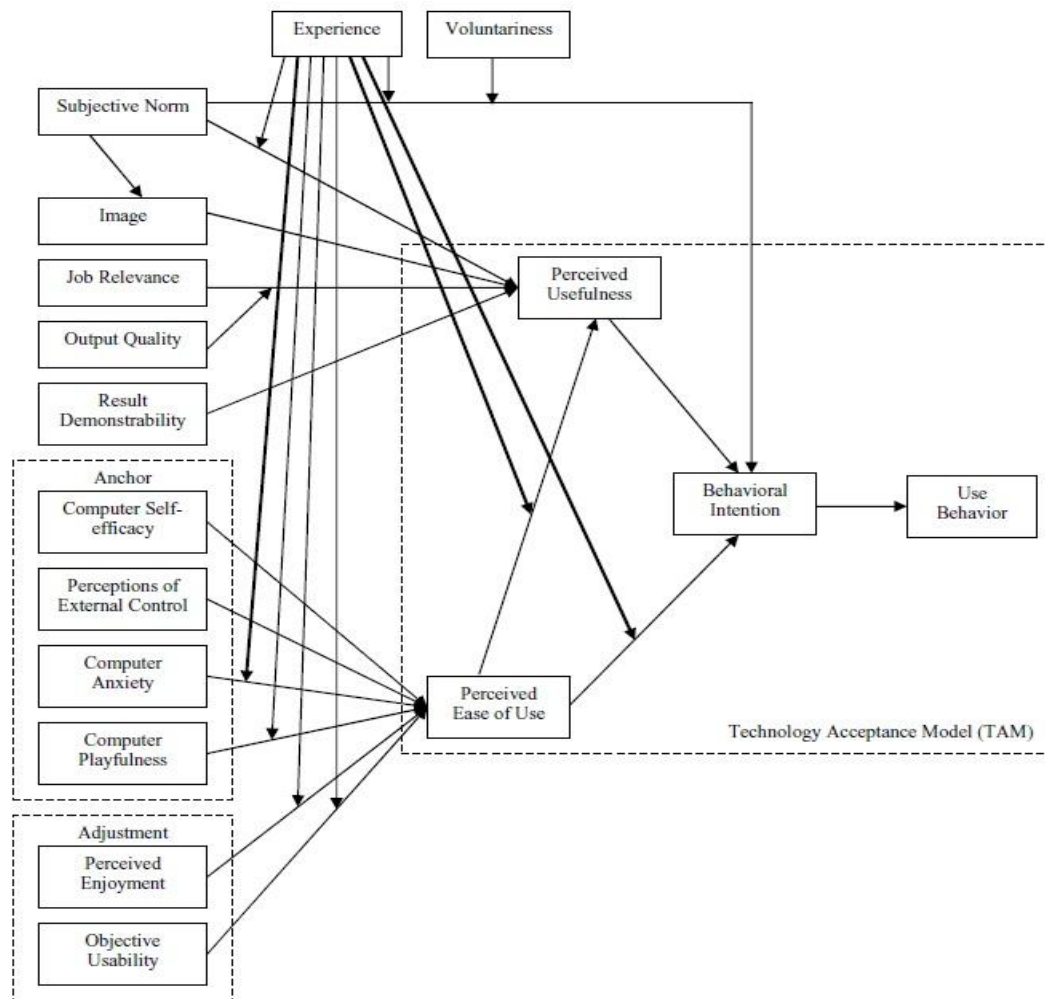 Experience
Voluntariness
Subjective Norm
Image
Job Relevance
Output Quality
Result
Demonstrability
Anchor
Computer Self-
efficacy
Perceptions of
External Control
Computer
Anxiety
Computer
Playfulness
Adjustment
Perceived
Enjoyment
Objective
Usability
Perceived
Usefulness
Perceived
Ease of Use
Behavioral
Intention
Use
Behavior
Technology Acceptance Model (TAM)